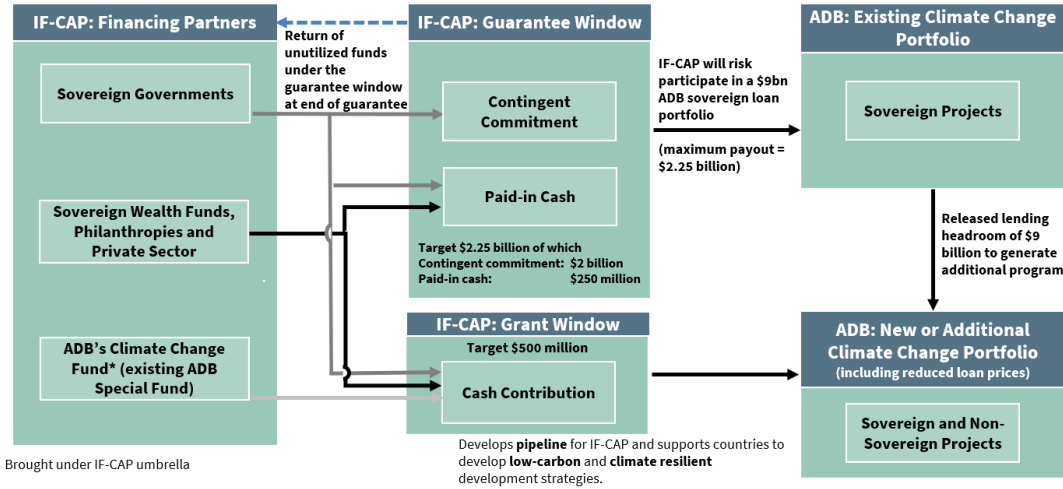 IF-CAP: Financing Partners
Sovereign Governments
Sovereign Wealth Funds,
Philanthropies and
Private Sector
ADB's Climate Change
Fund* (existing ADB
Special Fund)
Brought under IF-CAP umbrella
Return of
unutilized funds
under the
guarantee window
at end of guarantee
IF-CAP: Guarantee Window
Contingent
Commitment
Paid-in Cash
Target $2.25 billion of which
Contingent commitment: $2 billion
Paid-in cash: $250 million
IF-CAP: Grant Window
Target $500 million
Cash Contribution
Develops pipeline for IF-CAP and supports countries to
develop low-carbon and climate resilient
development strategies.
IF-CAP will risk
participate in a $9bn
ADB sovereign loan
portfolio
(maximum payout =
$2.25 billion)
ADB: Existing Climate Change
Portfolio
Sovereign Projects
Released lending
headroom of $9
billion to generate
additional program
ADB: New or Additional
Climate Change Portfolio
(including reduced loan prices)
Sovereign and Non-
Sovereign Projects